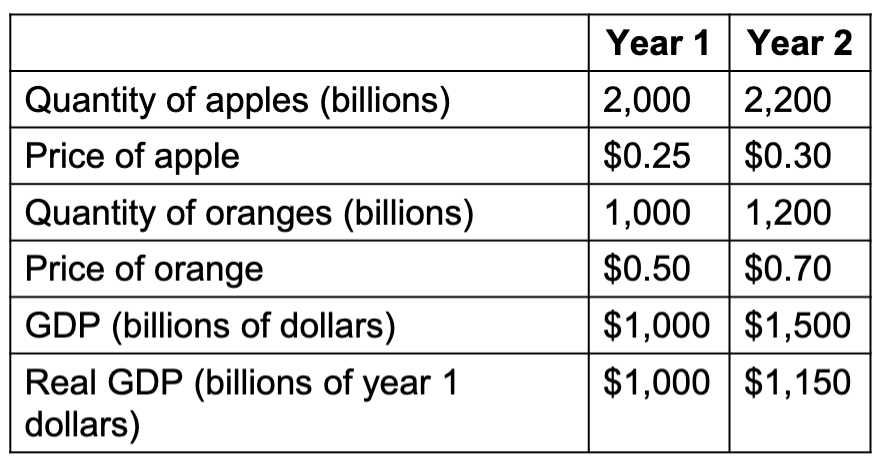 Year 1 Year 2
Quantity of apples (billions) 2,000 2,200
Price of apple $0.25 $0.30
Quantity of oranges (billions) 1,000 1,200
Price of orange $0.50 $0.70
GDP (billions of dollars) $1,000 $1,500
Real GDP (billions of year 1 $1,000 $1,150
dollars)